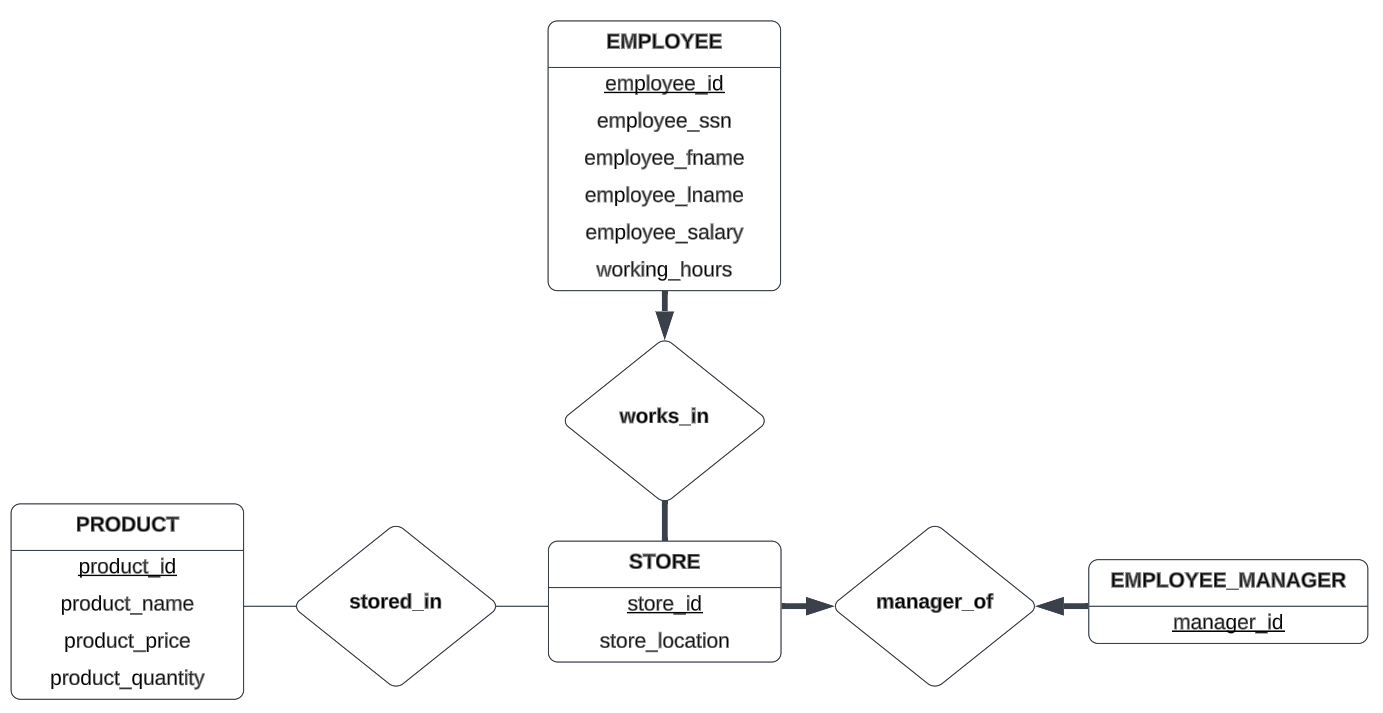 EMPLOYEE
employee_id
employee_ssn
employee_fname
employee_lname
employee_salary
working_hours
works_in
PRODUCT
product_id
product_name
product_price
product_quantity
stored_in
STORE
store_id
store_location
manager_of
EMPLOYEE_MANAGER
manager_id